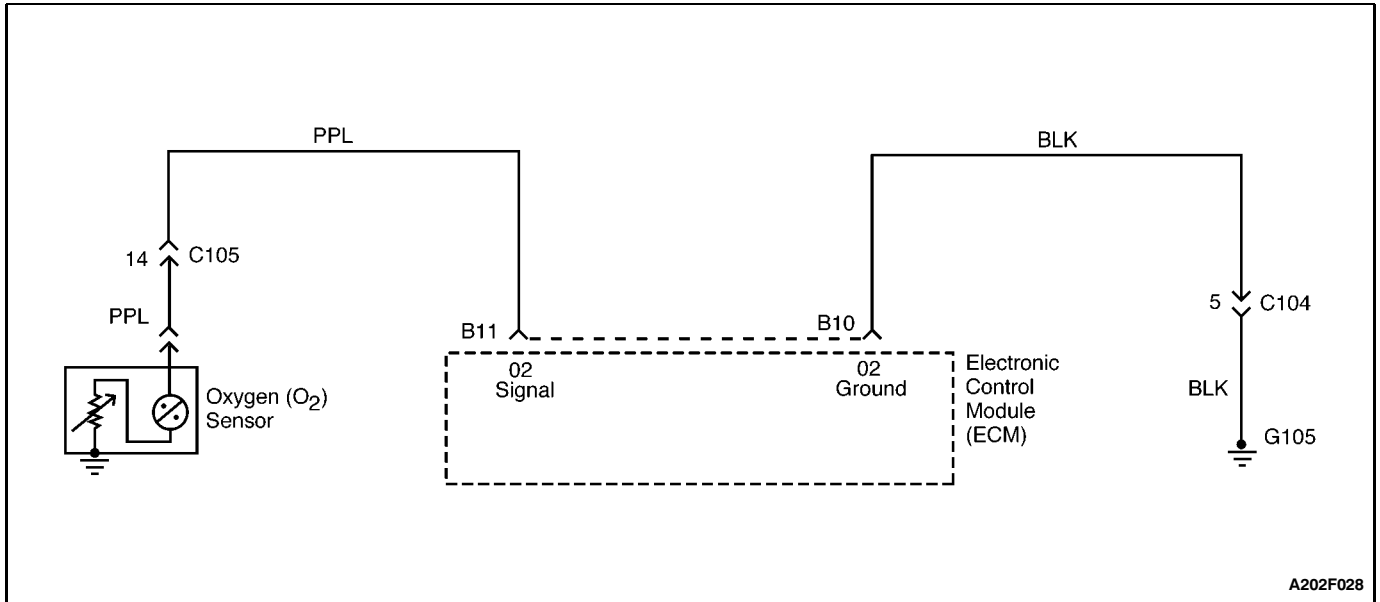 PPL
BLK
14
C105
PPL
5
C104
B11
B10
02
Signal
02
Ground
Electronic
Control
Module
(ECM)
Oxygen (O2)
Sensor
BLK
G105
A202F028